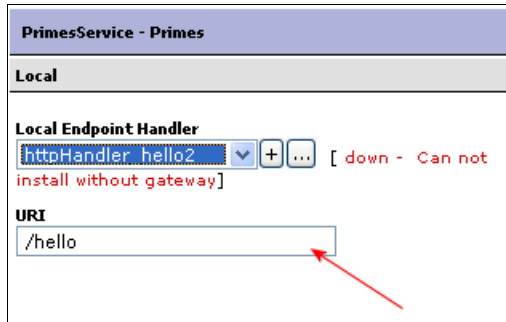 PrimesService - Primes
Local
Local Endpoint Handler
httpHandler_hello2 + ... [ down - Can not
install without gateway]
URI
/hello